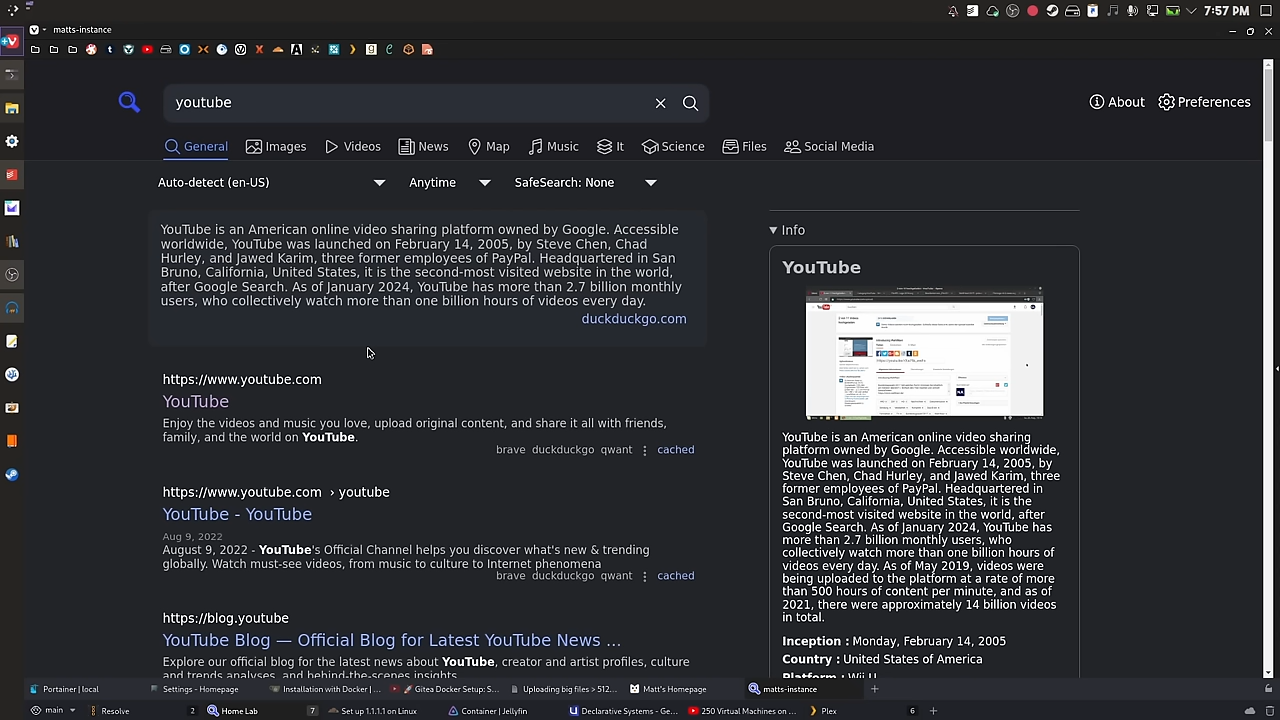 7:57 PM
matts-instance
youtube
About
Preferences
General
Images
Videos
News
Map
Music
It
Science
Files
Social Media
Auto-detect (en-US)
Anytime
SafeSearch: None
YouTube is an American online video sharing platform owned by Google. Accessible
worldwide, YouTube was launched on February 14, 2005, by Steve Chen, Chad
Hurley, and Jawed Karim, three former employees of PayPal. Headquartered in San
Bruno, California, United States, it is the second-most visited website in the world,
after Google Search. As of January 2024, YouTube has more than 2.7 billion monthly
users, who collectively watch more than one billion hours of videos every day.
duckduckgo.com
https://www.youtube.com
YouTube
Enjoy the videos and music you love, upload original content, and share it all with friends,
family, and the world on YouTube.
brave duckduckgo qwant ⋮ cached
https://www.youtube.com › youtube
YouTube - YouTube
Aug 9, 2022
August 9, 2022 - YouTube's Official Channel helps you discover what's new & trending
globally. Watch must-see videos, from music to culture to Internet phenomena
brave duckduckgo qwant ⋮ cached
https://blog.youtube
YouTube Blog — Official Blog for Latest YouTube News ...
Explore our official blog for the latest news about YouTube, creator and artist profiles, culture
and trends analyses, and behind-the-scenes insights.
Info
YouTube
YouTube is an American online video sharing
platform owned by Google. Accessible worldwide,
YouTube was launched on February 14, 2005, by
Steve Chen, Chad Hurley, and Jawed Karim, three
former employees of PayPal. Headquartered in
San Bruno, California, United States, it is the
second-most visited website in the world, after
Google Search. As of January 2024, YouTube has
more than 2.7 billion monthly users, who
collectively watch more than one billion hours of
videos every day. As of May 2019, videos were
being uploaded to the platform at a rate of more
than 500 hours of content per minute, and as of
2021, there were approximately 14 billion videos
in total.
Inception : Monday, February 14, 2005
Country : United States of America
Platform : Wii U
Portainer | local
Settings - Homepage
Installation with Docker | ...
Gitea Docker Setup: S...
Uploading big files > 512...
Matt's Homepage
matts-instance
main
Resolve
2
Home Lab
7
Set up 1.1.1.1 on Linux
Container | Jellyfin
Declarative Systems - Ge...
250 Virtual Machines on ...
Plex
6